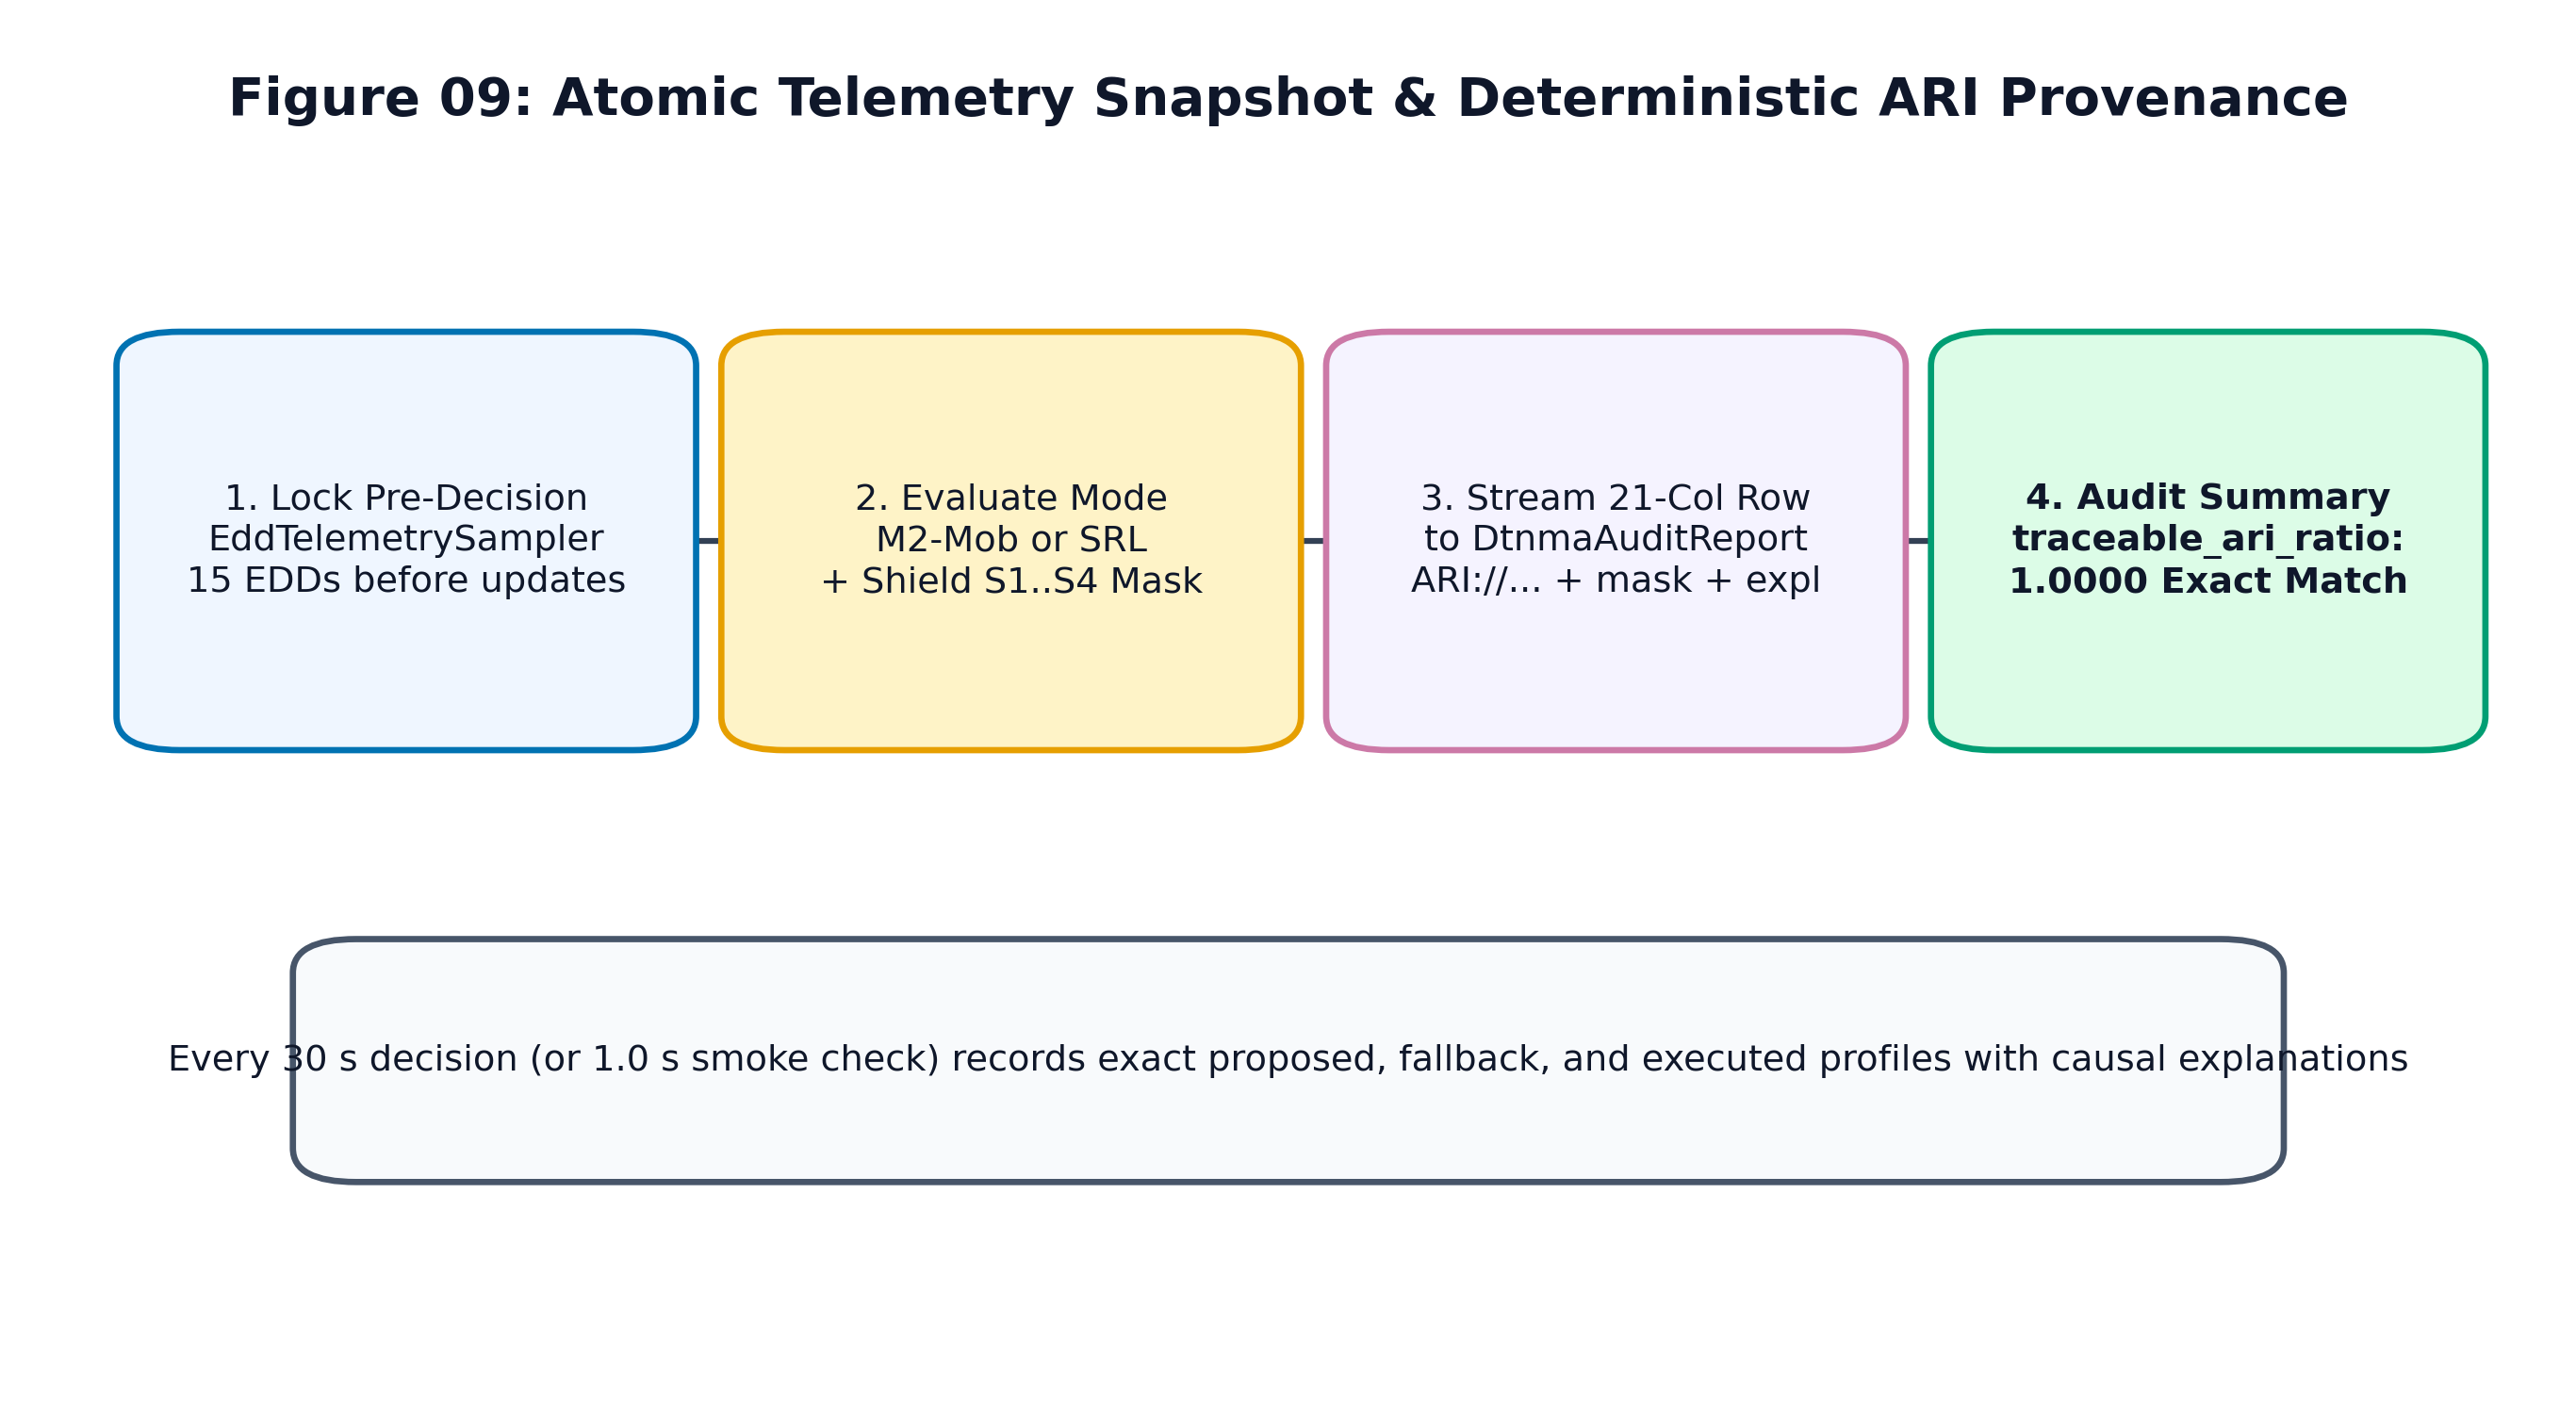 Figure 09: Atomic Telemetry Snapshot & Deterministic ARI Provenance
1. Lock Pre-Decision
EddTelemetrySampler
15 EDDs before updates
2. Evaluate Mode
M2-Mob or SRL
+ Shield S1..S4 Mask
3. Stream 21-Col Row
to DtnmaAuditReport
ARI://... + mask + expl
4. Audit Summary
traceable_ari_ratio:
1.0000 Exact Match
Every 30 s decision (or 1.0 s smoke check) records exact proposed, fallback, and executed profiles with causal explanations